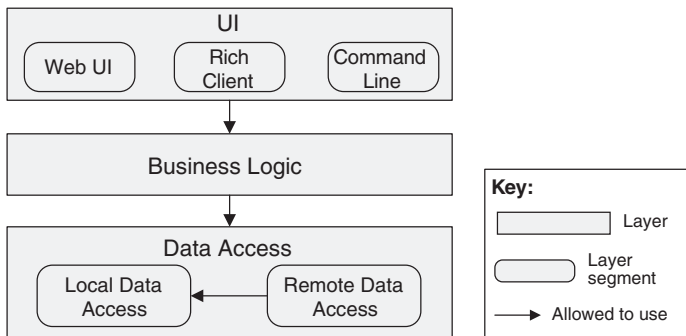 UI
Web UI
Rich
Client
Command
Line
Business Logic
Data Access
Local Data
Access
Remote Data
Access
Key:
Layer
Layer
segment
Allowed to use